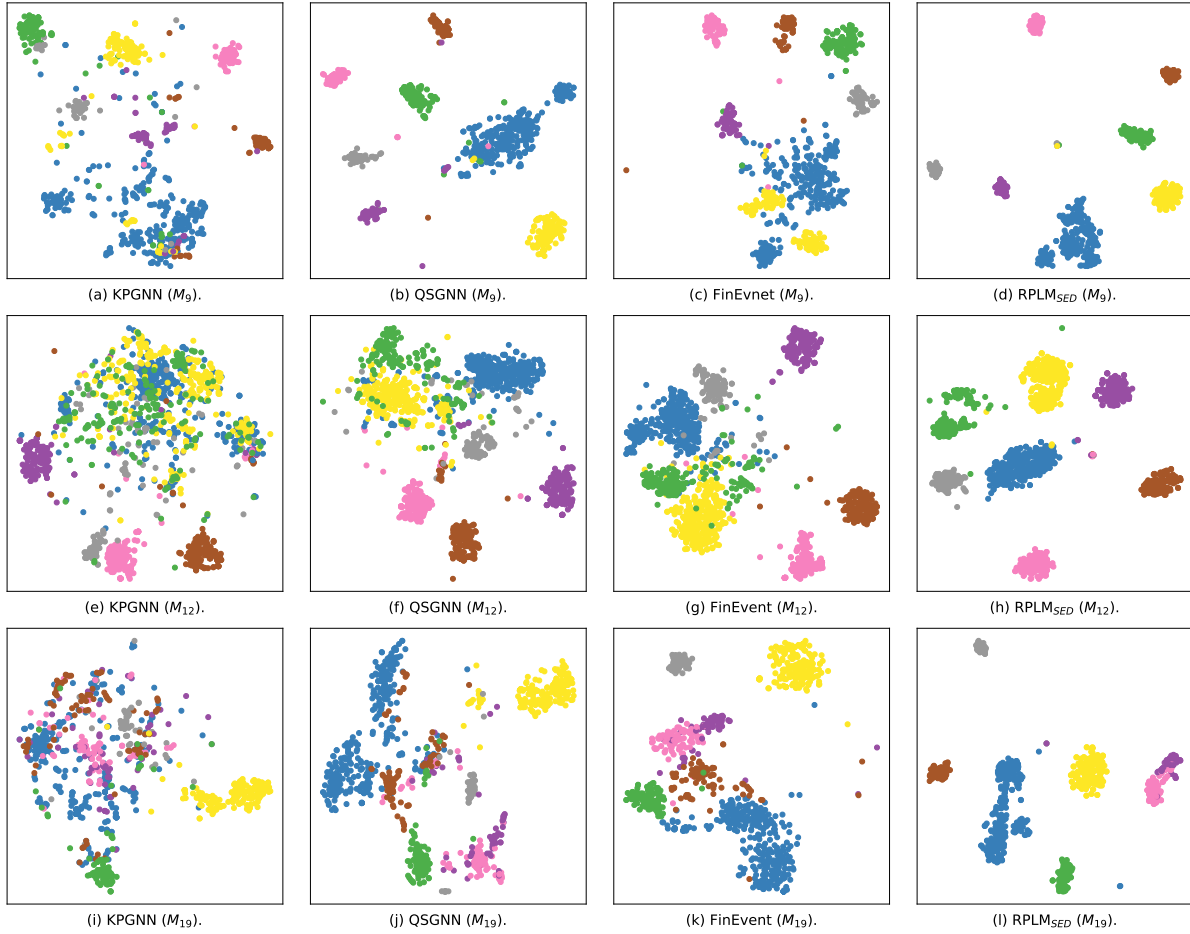 (a) KPGNN (M9).
(b) QSGNN (M9).
(c) FinEvnet (M9).
(d) RPLMSED (M9).
(e) KPGNN (M12).
(f) QSGNN (M12).
(g) FinEvent (M12).
(h) RPLMSED (M12).
(i) KPGNN (M19).
(j) QSGNN (M19).
(k) FinEvent (M19).
(l) RPLMSED (M19).